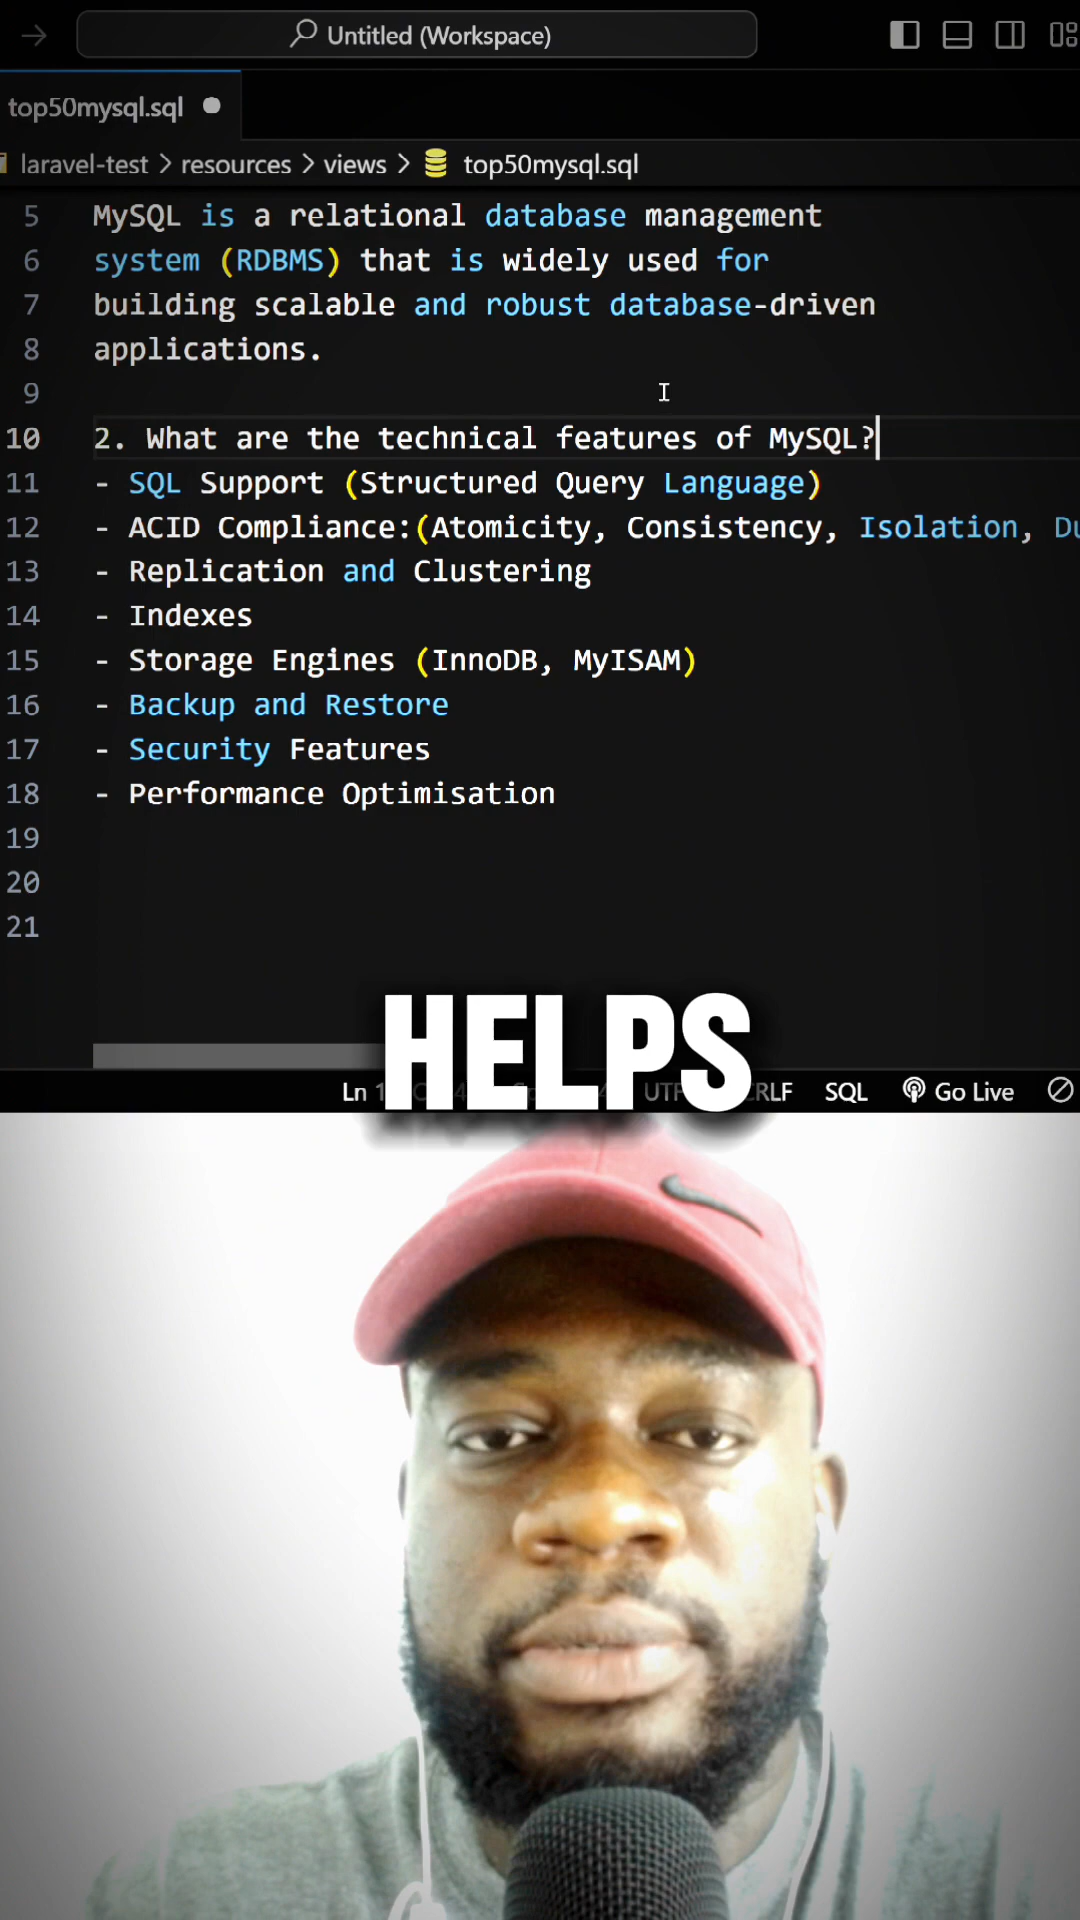 Untitled (Workspace)
top50mysql.sql
laravel-test > resources > views > top50mysql.sql
5 MySQL is a relational database management
6 system (RDBMS) that is widely used for
7 building scalable and robust database-driven
8 applications.
9
10 2. What are the technical features of MySQL?
11 - SQL Support (Structured Query Language)
12 - ACID Compliance:(Atomicity, Consistency, Isolation, Du
13 - Replication and Clustering
14 - Indexes
15 - Storage Engines (InnoDB, MyISAM)
16 - Backup and Restore
17 - Security Features
18 - Performance Optimisation
19
20
21
HELPS
Ln SQL Go Live